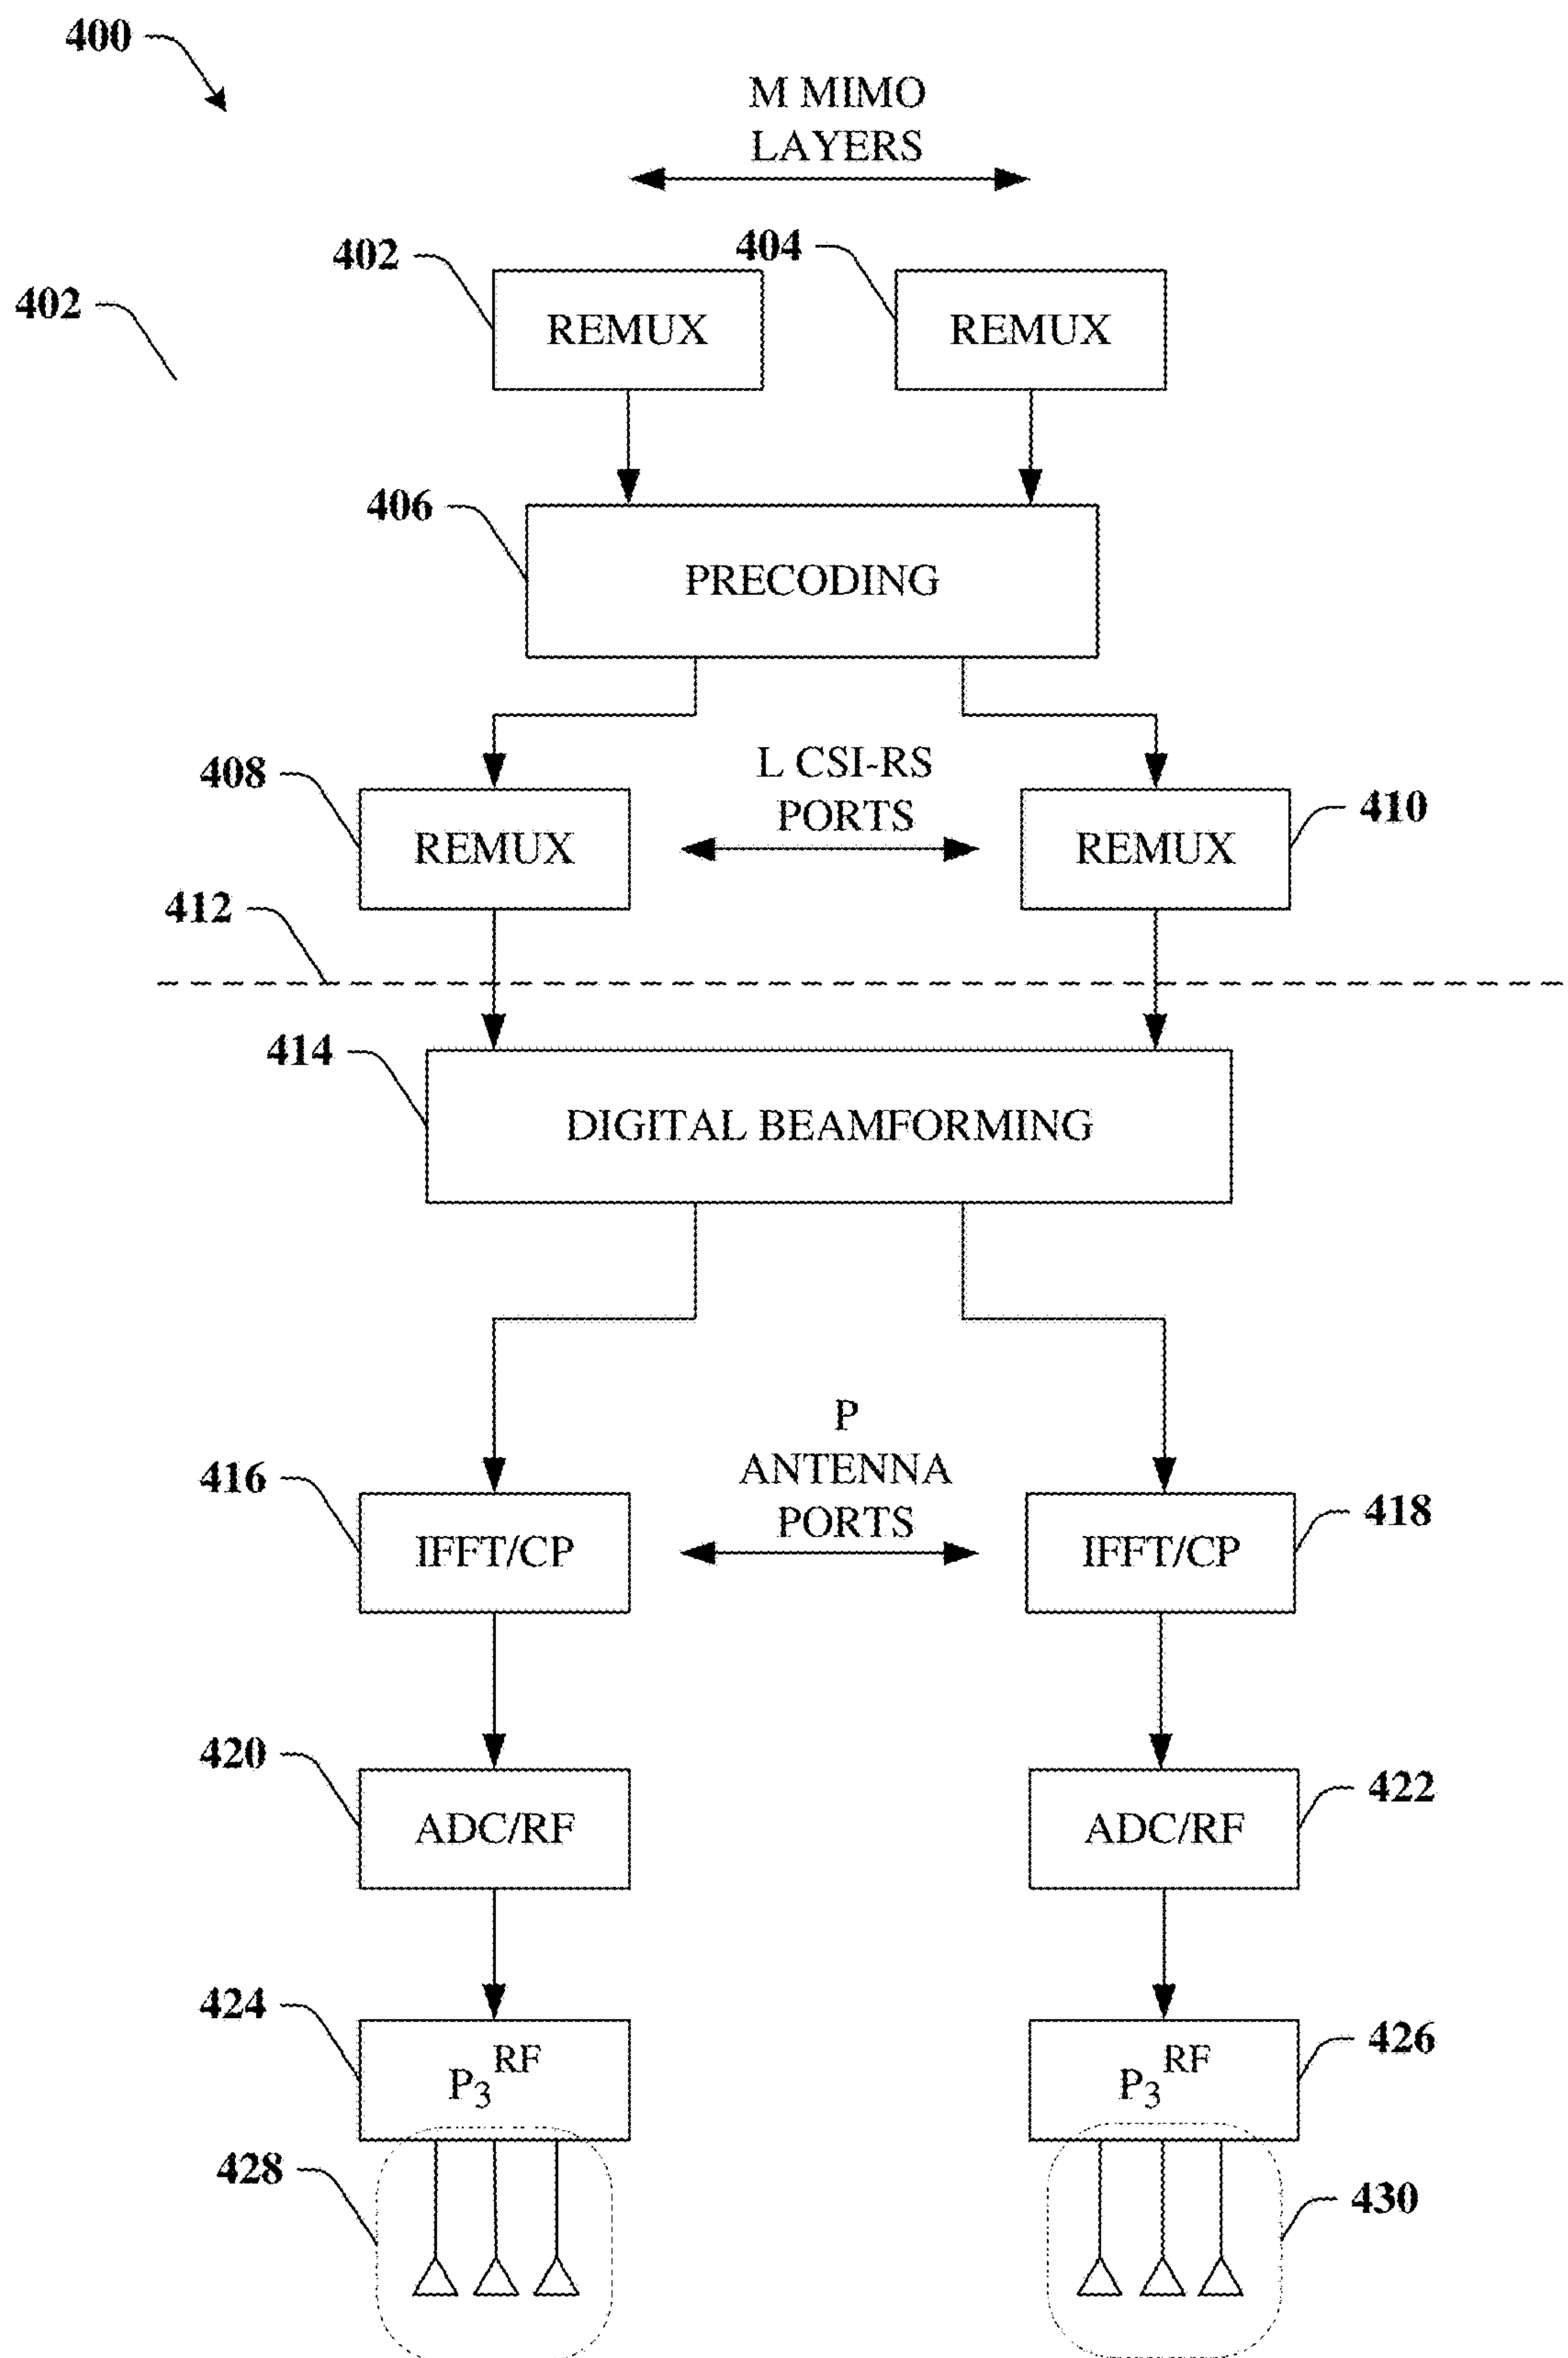 400
M MIMO
LAYERS
402
404
402
REMUX
REMUX
406
PRECODING
408
L CSI-RS
PORTS
410
REMUX
REMUX
412
414
DIGITAL BEAMFORMING
P
ANTENNA
PORTS
416
418
IFFT/CP
IFFT/CP
420
422
ADC/RF
ADC/RF
424
426
P3RF
P3RF
428
430